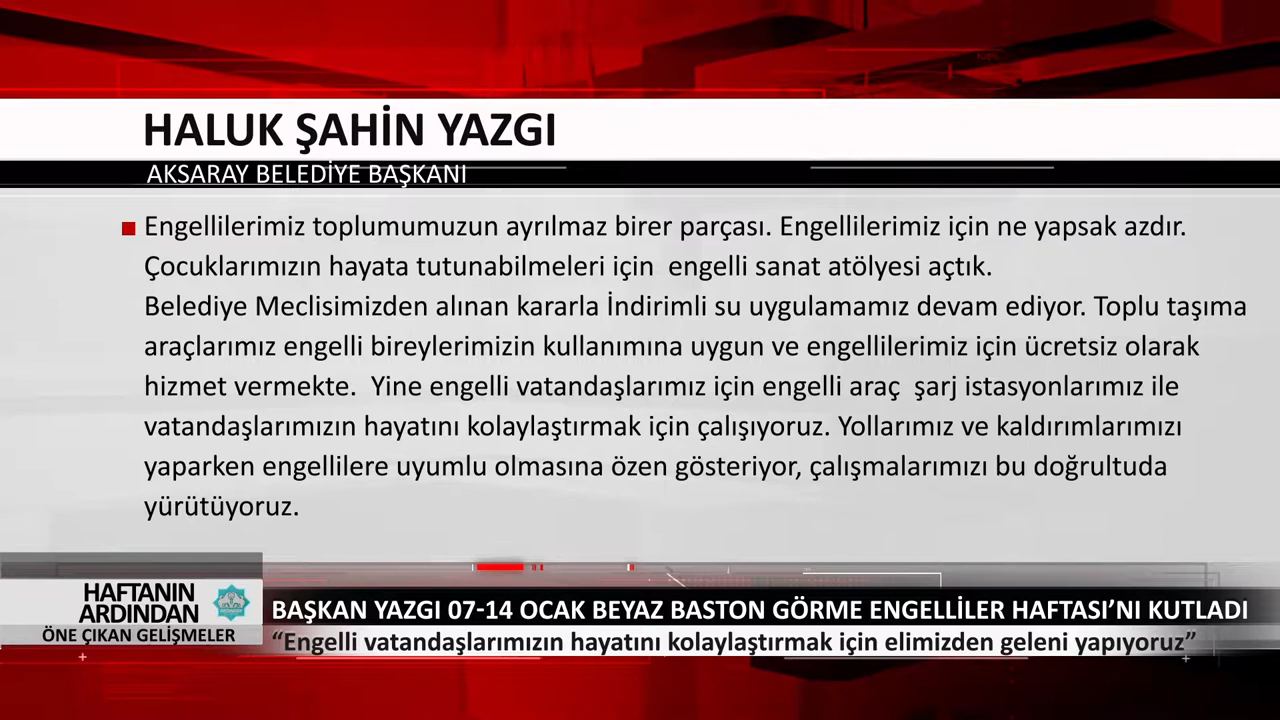 HALUK ŞAHİN YAZGI
AKSARAY BELEDİYE BAŞKANI
Engellilerimiz toplumumuzun ayrılmaz birer parçası. Engellilerimiz için ne yapsak azdır.
Çocuklarımızın hayata tutunabilmeleri için  engelli sanat atölyesi açtık.
Belediye Meclisimizden alınan kararla İndirimli su uygulamamız devam ediyor. Toplu taşıma
araçlarımız engelli bireylerimizin kullanımına uygun ve engellilerimiz için ücretsiz olarak
hizmet vermekte.  Yine engelli vatandaşlarımız için engelli araç  şarj istasyonlarımız ile
vatandaşlarımızın hayatını kolaylaştırmak için çalışıyoruz. Yollarımız ve kaldırımlarımızı
yaparken engellilere uyumlu olmasına özen gösteriyor, çalışmalarımızı bu doğrultuda
yürütüyoruz.
HAFTANIN
ARDINDAN
ÖNE ÇIKAN GELİŞMELER
BAŞKAN YAZGI 07-14 OCAK BEYAZ BASTON GÖRME ENGELLİLER HAFTASI’NI KUTLADI
“Engelli vatandaşlarımızın hayatını kolaylaştırmak için elimizden geleni yapıyoruz”